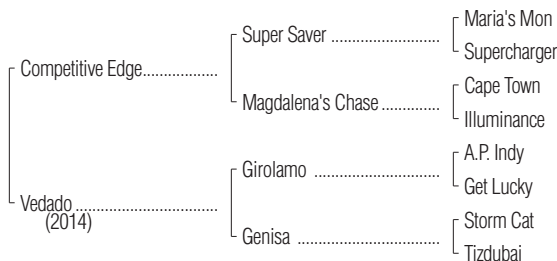 Maria's Mon
Super Saver
Supercharger
Competitive Edge
Cape Town
Magdalena's Chase
Illuminance
A.P. Indy
Girolamo
Get Lucky
Vedado
(2014)
Storm Cat
Genisa
Tizdubai